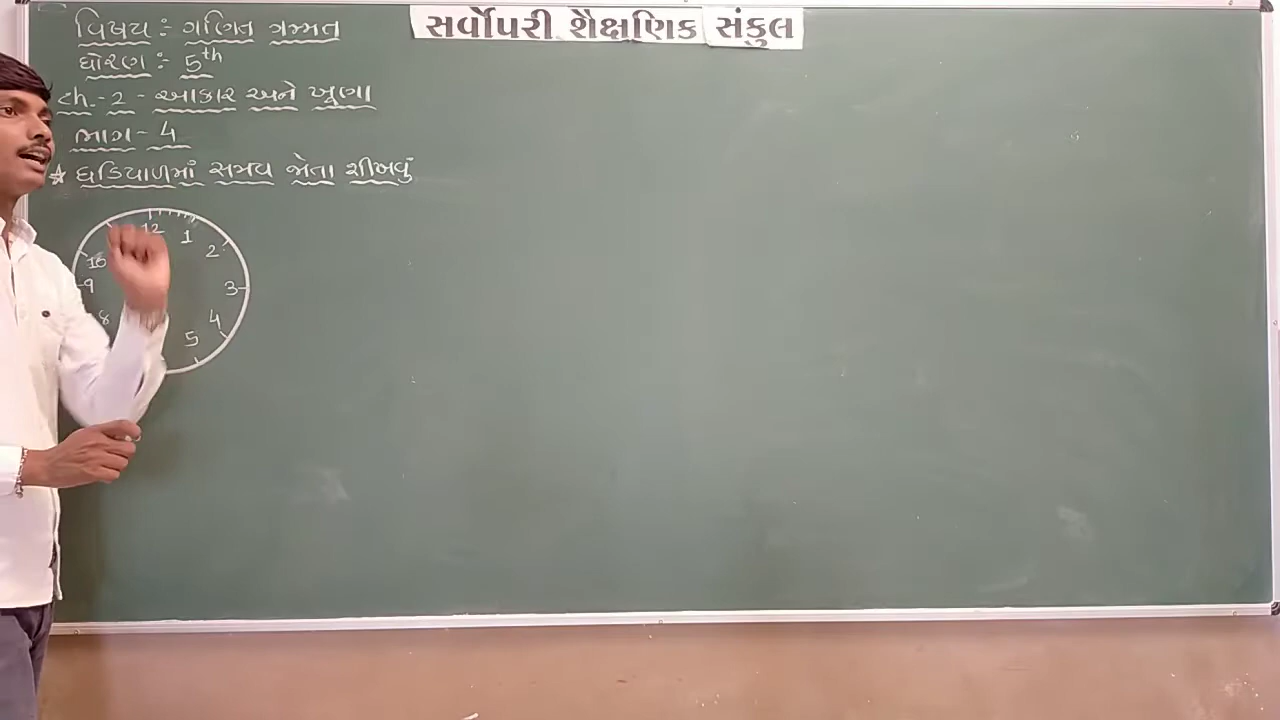 સર્વોપરી શૈક્ષણિક સંકુલ
વિષય :- ગણિત ગમ્મત
ધોરણ :- 5th
ch.-2 - આકાર અને ખૂણા
ભાગ - 4
★ ઘડિયાળમાં સમય જોતા શીખવું
12
1
2
3
4
5
8
9
10